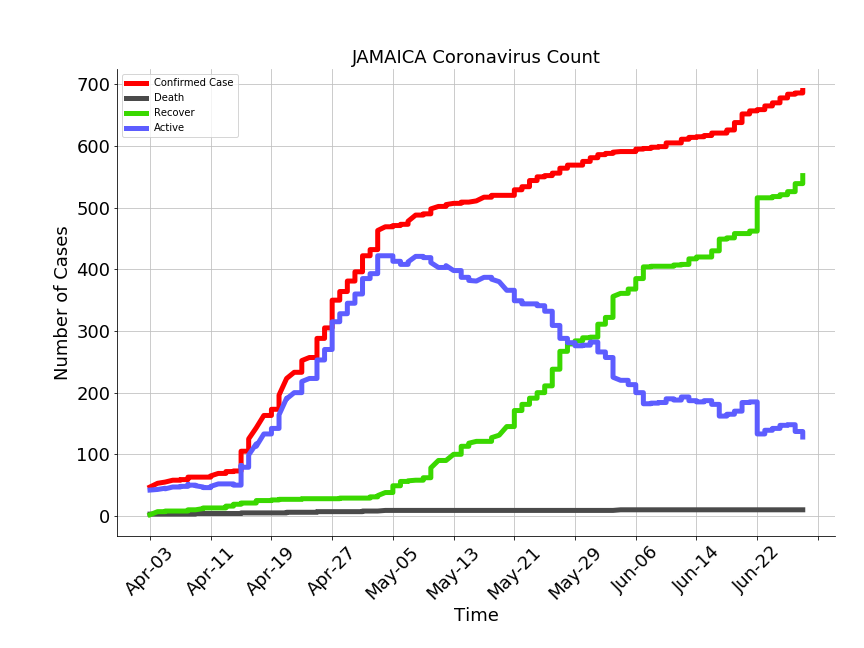 JAMAICA Coronavirus Count
Confirmed Case
Death
Recover
Active
Number of Cases
700
600
500
400
300
200
100
0
Apr-03
Apr-11
Apr-19
Apr-27
May-05
May-13
May-21
May-29
Jun-06
Jun-14
Jun-22
Time